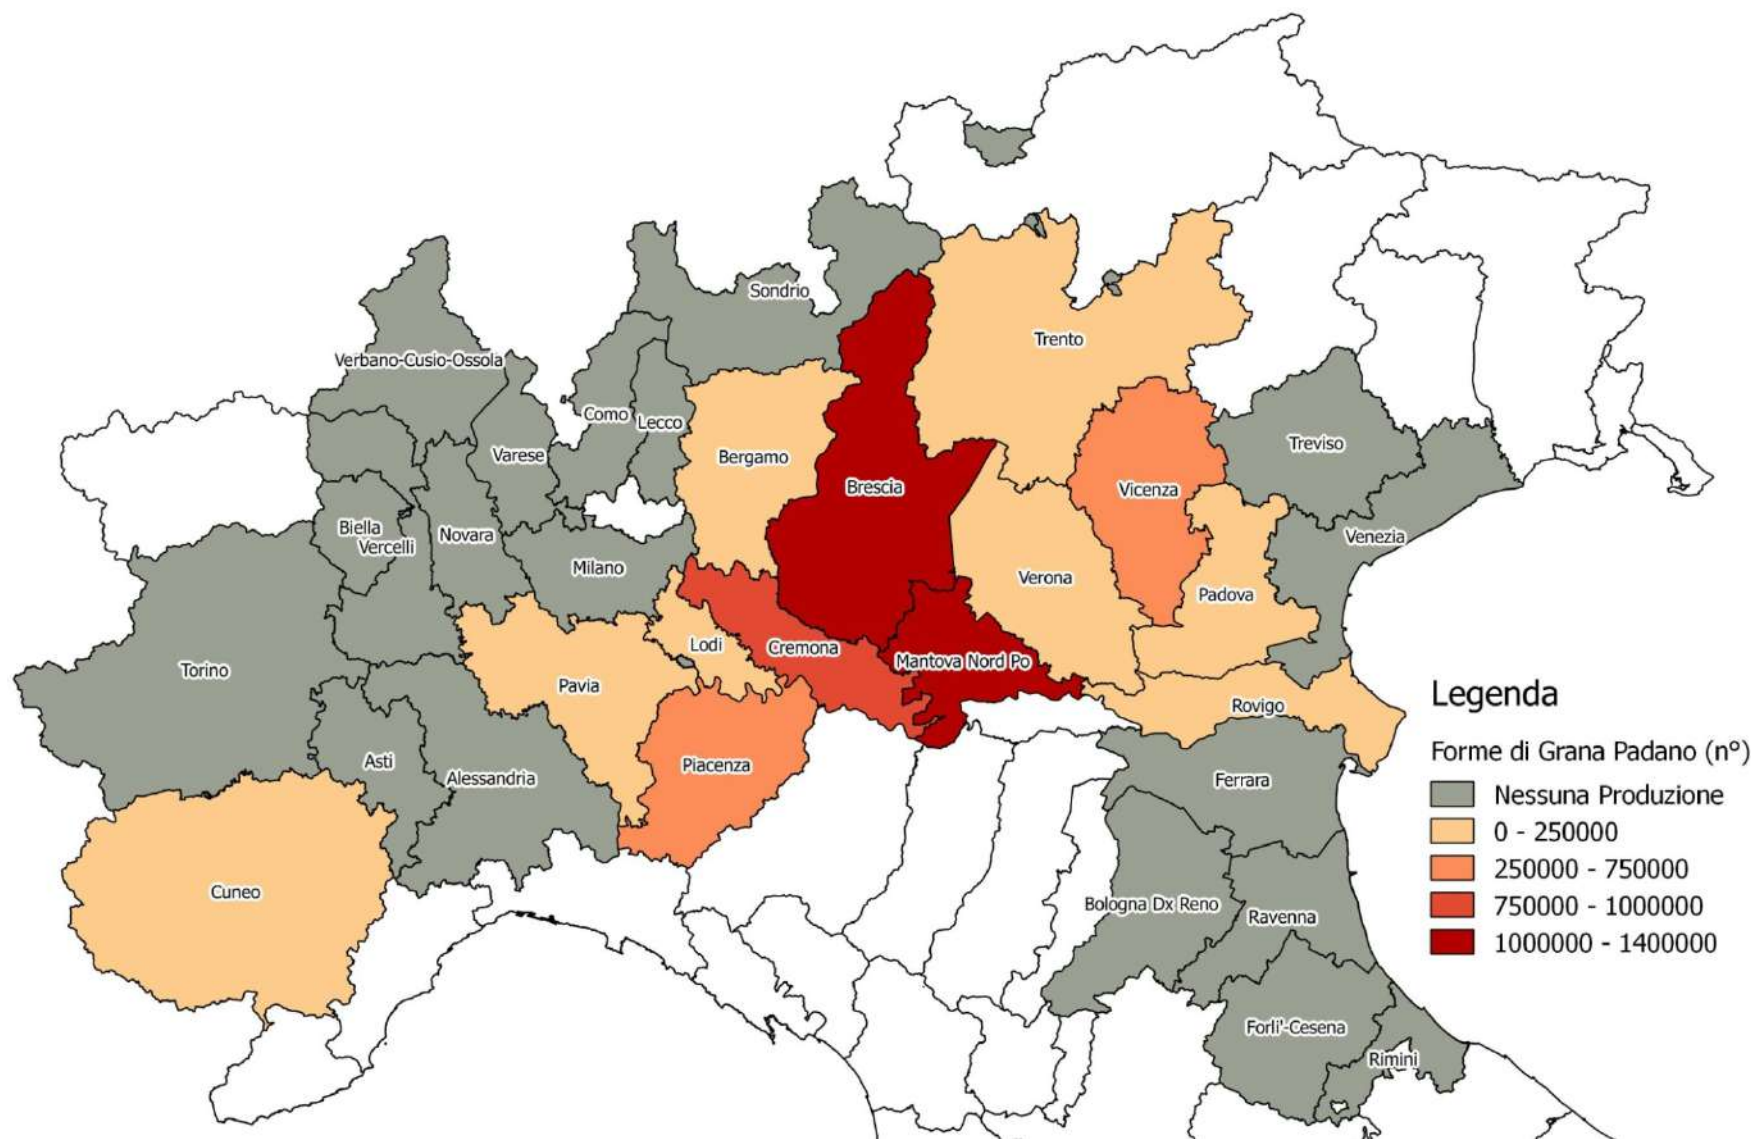 Sondrio
Trento
Verbano-Cusio-Ossola
Como
Lecco
Varese
Bergamo
Treviso
Brescia
Vicenza
Biella
Vercelli
Novara
Milano
Venezia
Verona
Padova
Torino
Lodi
Cremona
Mantova Nord Po
Pavia
Rovigo
Asti
Alessandria
Piacenza
Ferrara
Cuneo
Bologna Dx Reno
Ravenna
Forli'-Cesena
Rimini
Legenda
Forme di Grana Padano (n°)
Nessuna Produzione
0 - 250000
250000 - 750000
750000 - 1000000
1000000 - 1400000